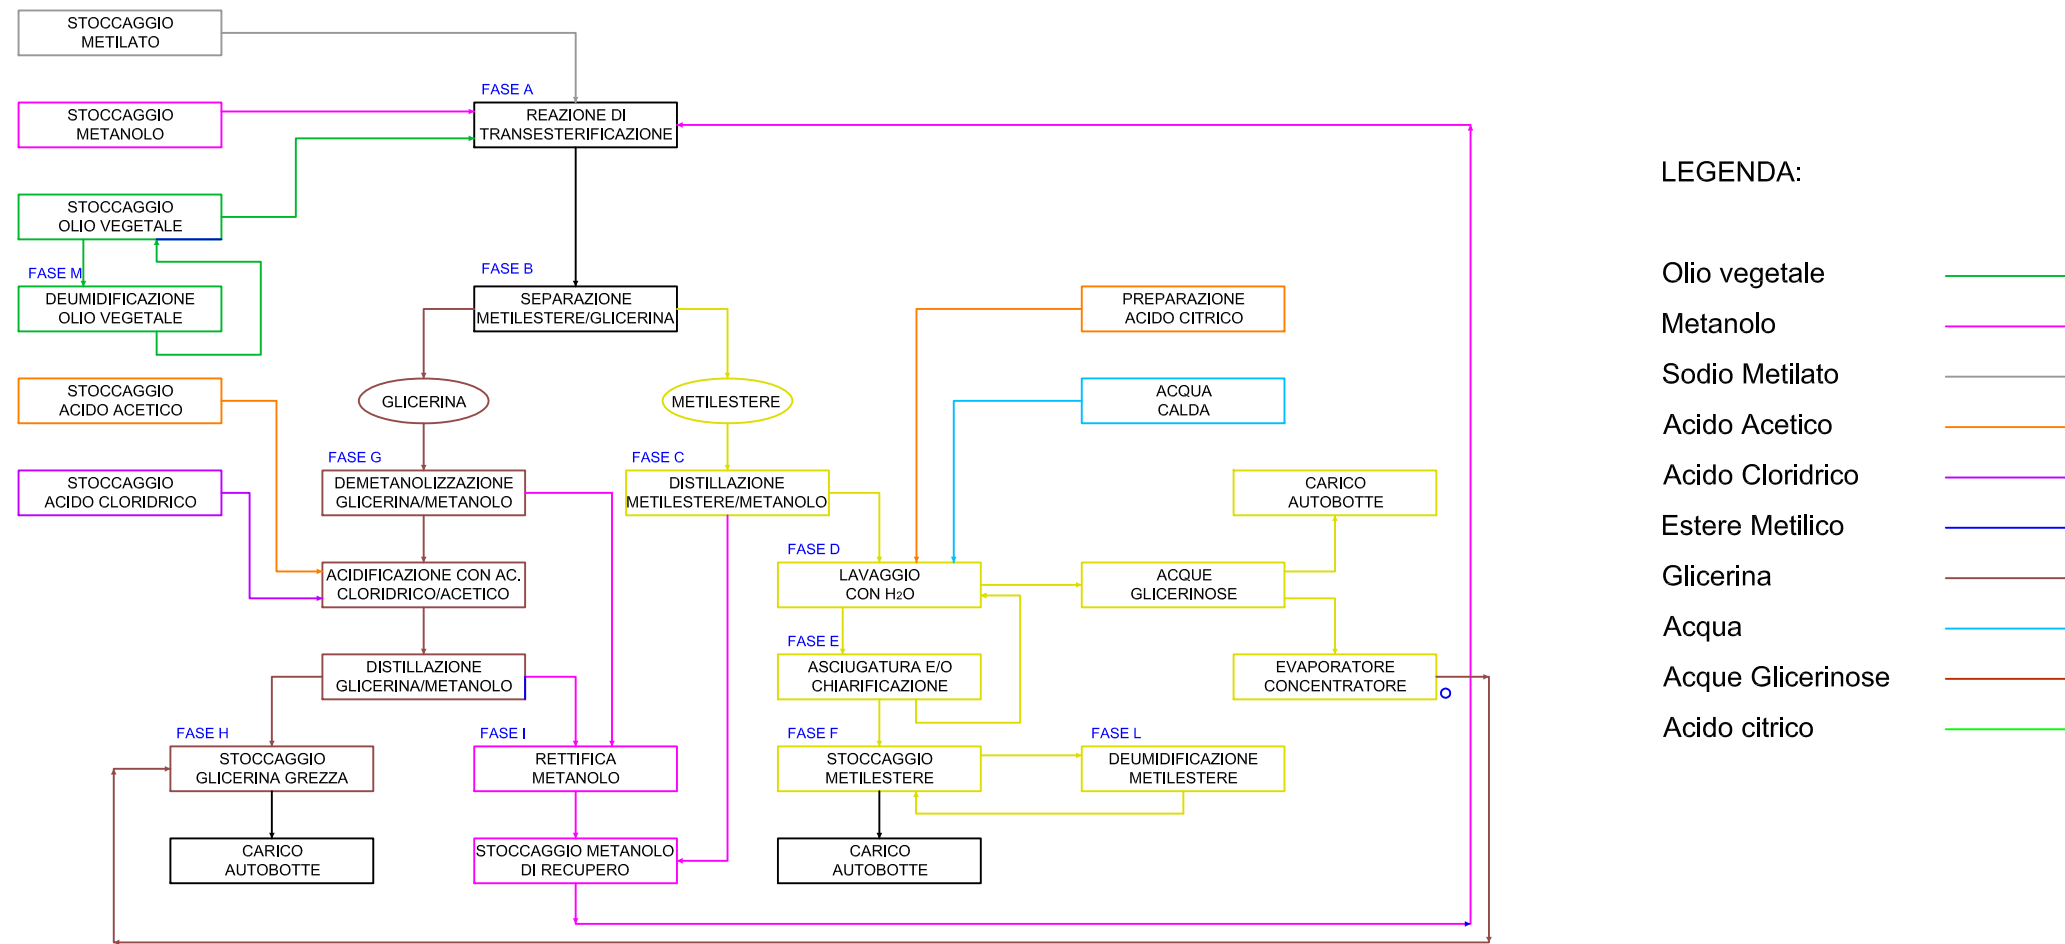 STOCCAGGIO
METILATO
FASE A
STOCCAGGIO
METANOLO
REAZIONE DI
TRANSESTERIFICAZIONE
STOCCAGGIO
OLIO VEGETALE
FASE M
DEUMIDIFICAZIONE
OLIO VEGETALE
FASE B
SEPARAZIONE
METILESTERE/GLICERINA
PREPARAZIONE
ACIDO CITRICO
STOCCAGGIO
ACIDO ACETICO
GLICERINA
METILESTERE
ACQUA
CALDA
FASE G
FASE C
STOCCAGGIO
ACIDO CLORIDRICO
DEMETANOLIZZAZIONE
GLICERINA/METANOLO
DISTILLAZIONE
METILESTERE/METANOLO
CARICO
AUTOBOTTE
FASE D
ACIDIFICAZIONE CON AC.
CLORIDRICO/ACETICO
LAVAGGIO
CON H₂O
ACQUE
GLICERINOSE
FASE E
DISTILLAZIONE
GLICERINA/METANOLO
ASCIUGATURA E/O
CHIARIFICAZIONE
EVAPORATORE
CONCENTRATORE
FASE H
FASE I
FASE F
FASE L
STOCCAGGIO
GLICERINA GREZZA
RETTIFICA
METANOLO
STOCCAGGIO
METILESTERE
DEUMIDIFICAZIONE
METILESTERE
CARICO
AUTOBOTTE
STOCCAGGIO METANOLO
DI RECUPERO
CARICO
AUTOBOTTE
LEGENDA:
Olio vegetale
Metanolo
Sodio Metilato
Acido Acetico
Acido Cloridrico
Estere Metilico
Glicerina
Acqua
Acque Glicerinose
Acido citrico